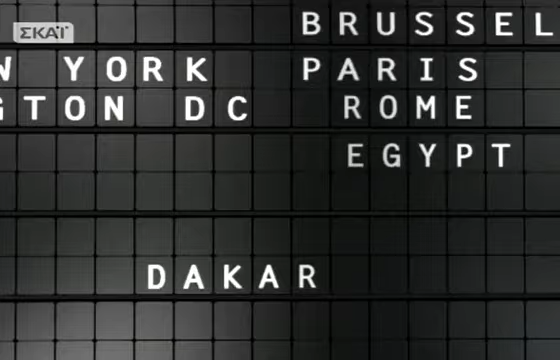 ΣΚΑΪ
BRUSSEL
W YORK PARIS
GTON DC ROME
EGYPT
DAKAR